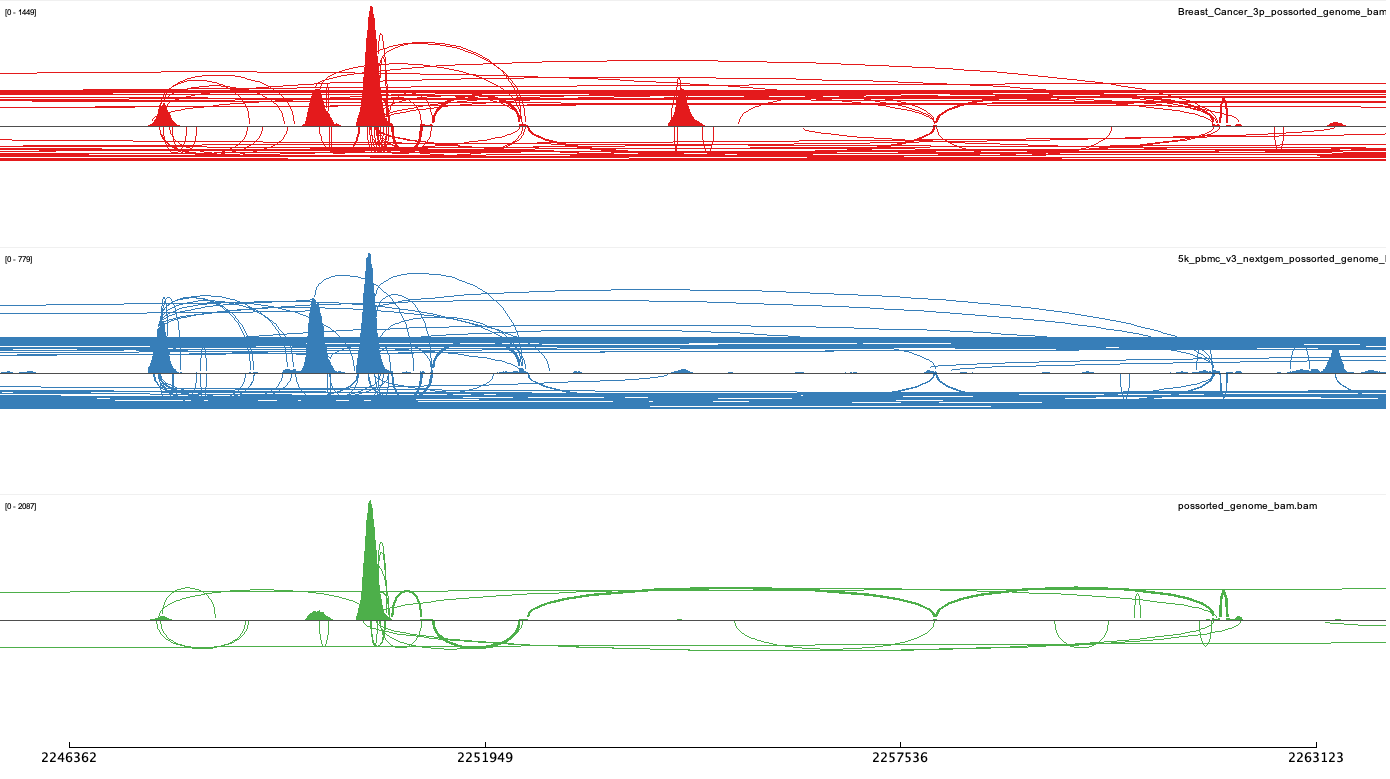 [0 - 1449]
Breast_Cancer_3p_possorted_genome_bam
[0 - 779]
5k_pbmc_v3_nextgem_possorted_genome_
[0 - 2087]
possorted_genome_bam.bam
2246362 2251949 2257536 2263123